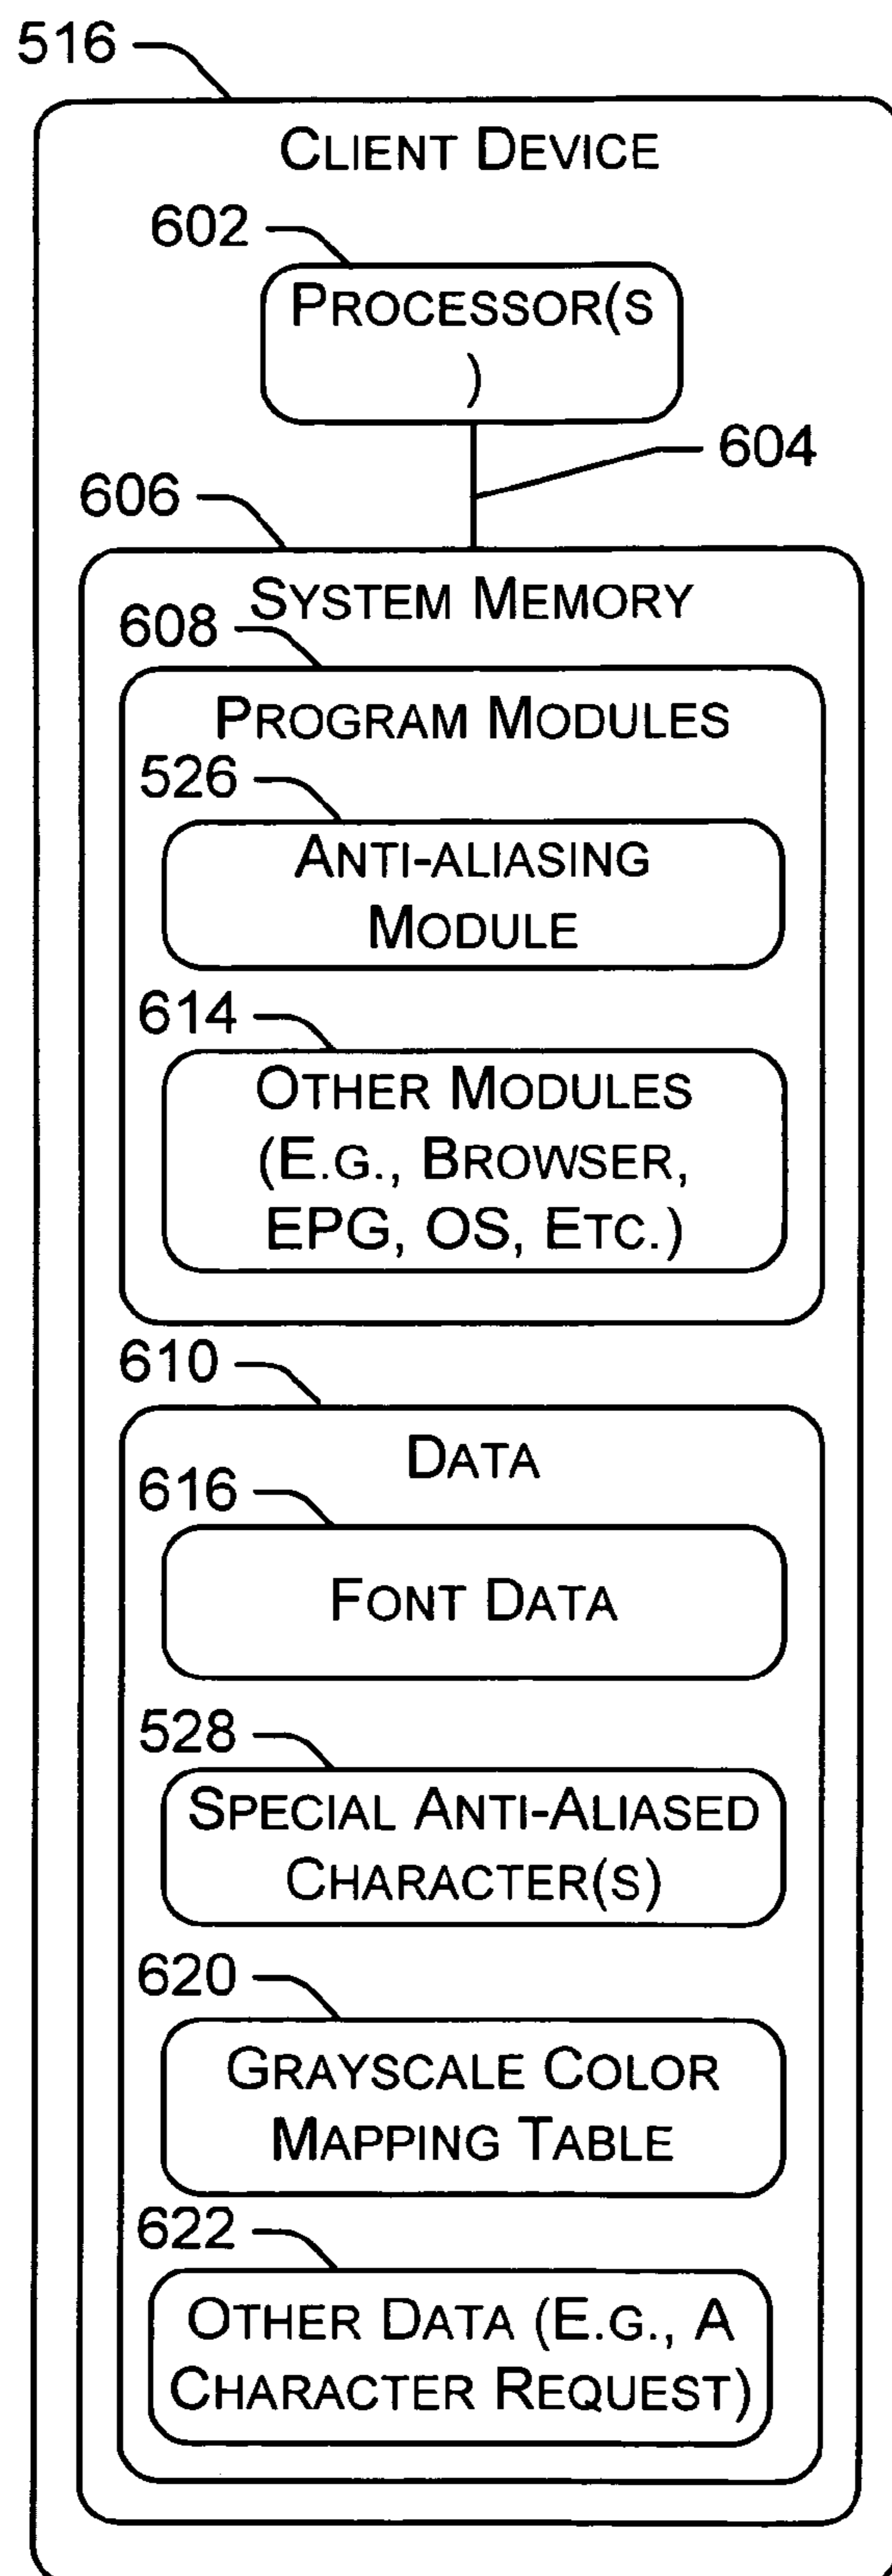 516
CLIENT DEVICE
602
PROCESSOR(S
)
604
606
SYSTEM MEMORY
608
PROGRAM MODULES
526
ANTI-ALIASING
MODULE
614
OTHER MODULES
(E.G., BROWSER,
EPG, OS, ETC.)
610
DATA
616
FONT DATA
528
SPECIAL ANTI-ALIASED
CHARACTER(S)
620
GRAYSCALE COLOR
MAPPING TABLE
622
OTHER DATA (E.G., A
CHARACTER REQUEST)